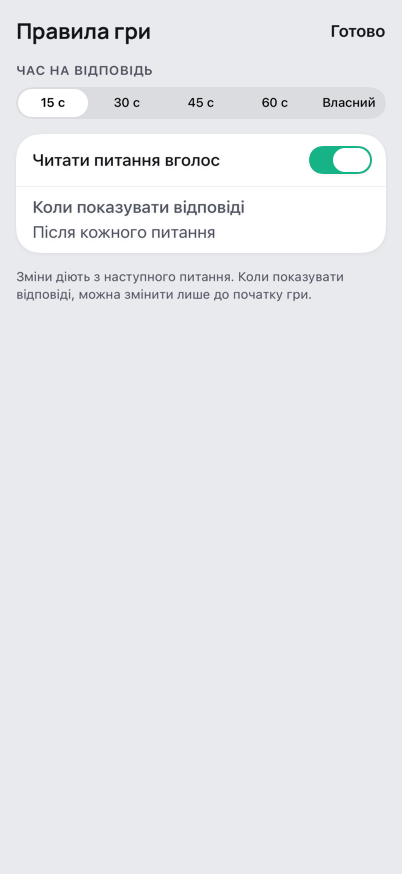 Правила гри
Готово
ЧАС НА ВІДПОВІДЬ
15 с
30 с
45 с
60 с
Власний
Читати питання вголос
Коли показувати відповіді
Після кожного питання
Зміни діють з наступного питання. Коли показувати
відповіді, можна змінити лише до початку гри.